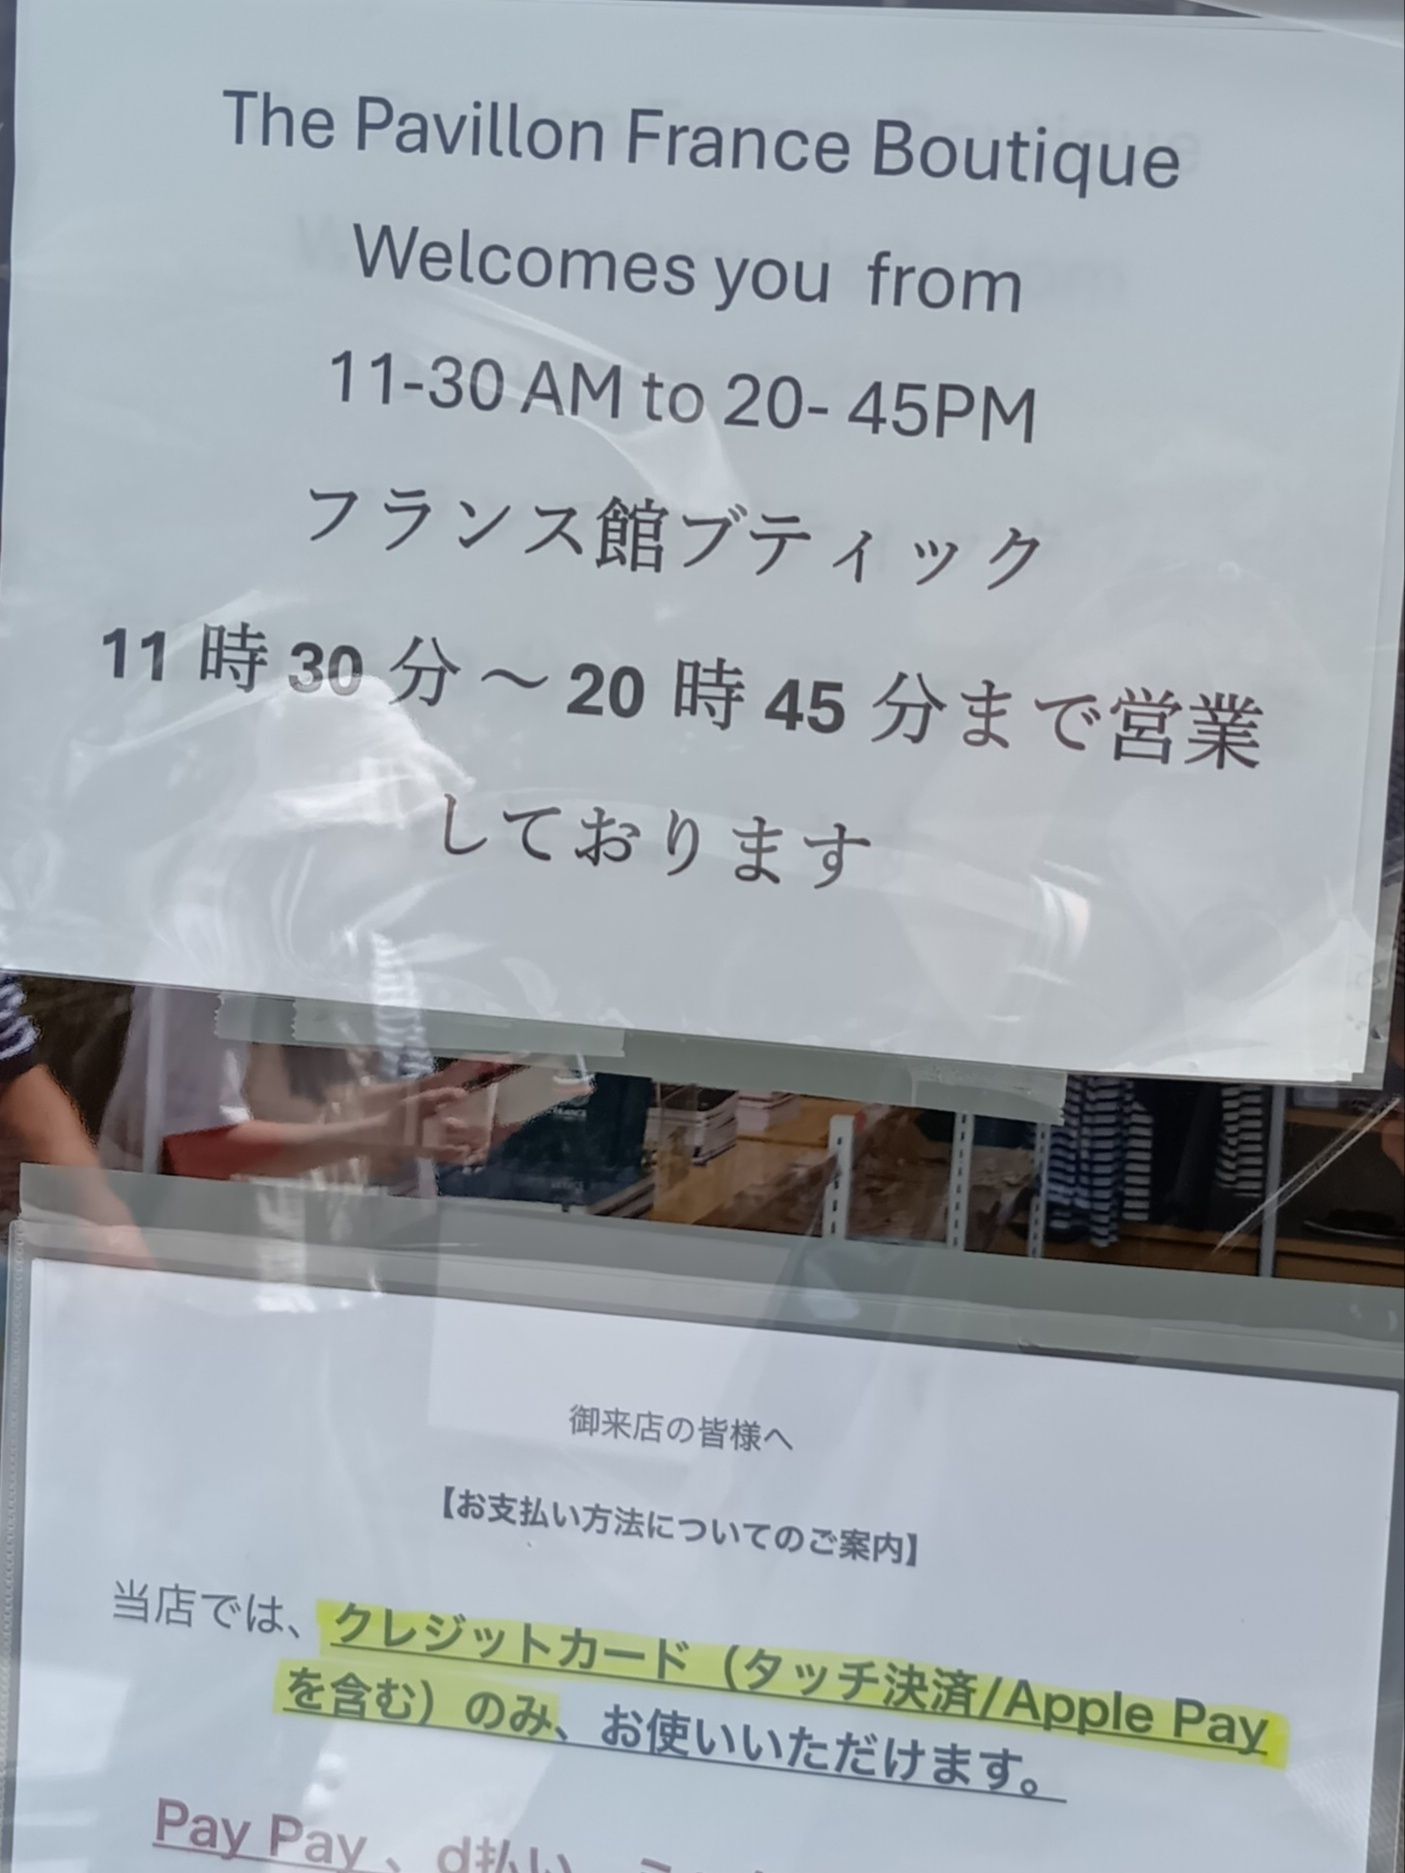 The Pavillon France Boutique
Welcomes you from
11-30 AM to 20- 45PM
フランス館ブティック
11 時 30 分～20 時 45 分まで営業
しております
御来店の皆様へ
【お支払い方法についてのご案内】
当店では、クレジットカード（タッチ決済/Apple Pay
を含む）のみ、お使いいただけます。
Pay Pay 、d払い